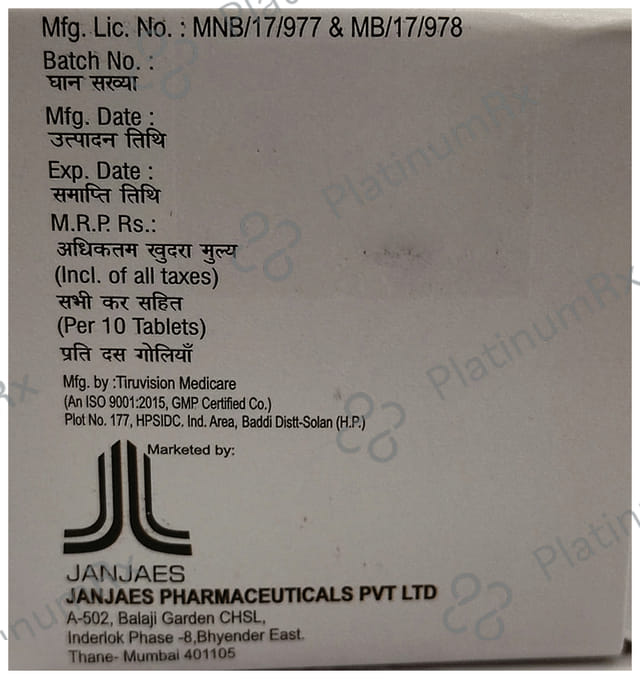 Mfg. Lic. No. : MNB/17/977 & MB/17/978
Batch No. :
घान सख्या
Mfg. Date :
उत्पादन तिथि
Exp. Date :
समाप्ति तिथि
M.R.P. Rs.:
अधिकतम खुदरा मुल्य
(Incl. of all taxes)
सभी कर सहित
(Per 10 Tablets)
प्रति दस गोलियाँ
Mfg. by :Tiruvision Medicare
(An ISO 9001:2015, GMP Certified Co.)
Plot No. 177, HPSIDC. Ind. Area, Baddi Distt-Solan (H.P.)
Marketed by:
JANJAES
JANJAES PHARMACEUTICALS PVT LTD
A-502, Balaji Garden CHSL,
Inderlok Phase -8,Bhyender East.
Thane- Mumbai 401105
PlatinumRx
PlatinumRx